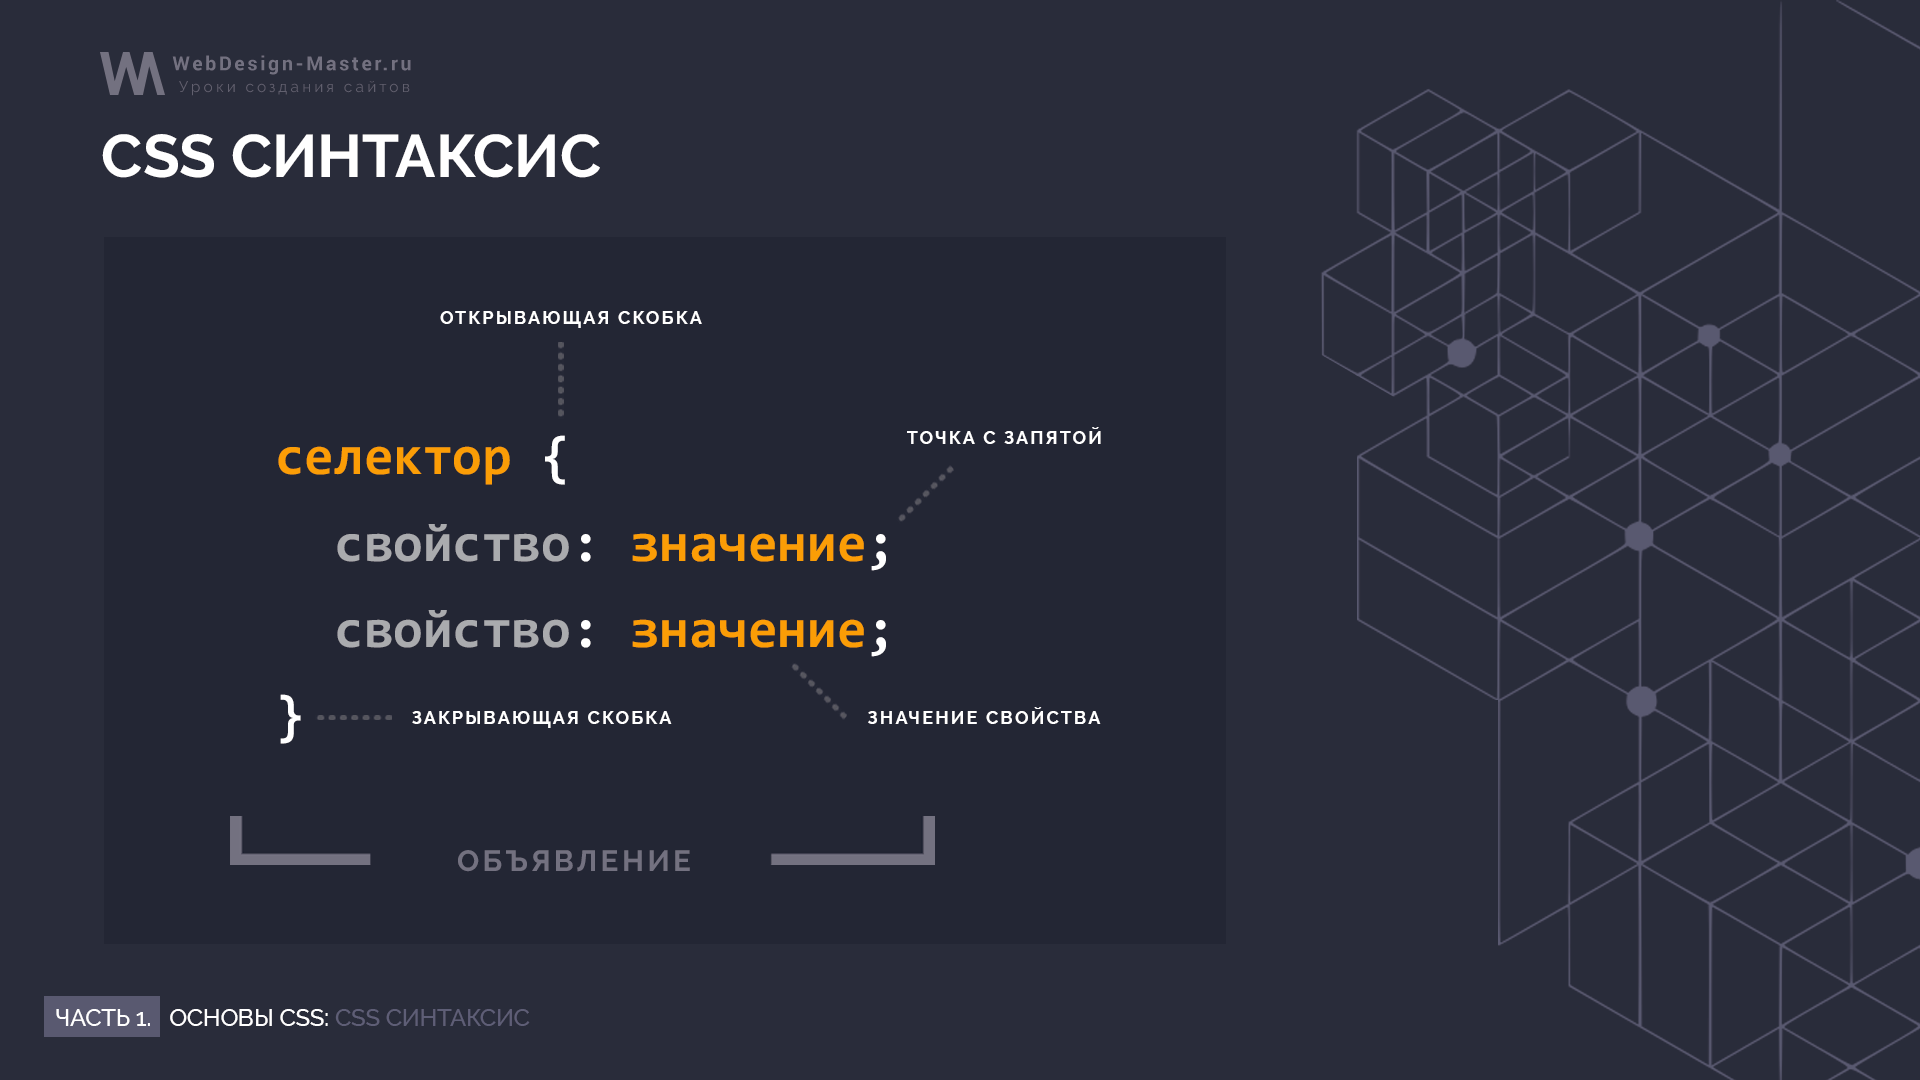 WebDesign-Master.ru
Уроки создания сайтов
CSS СИНТАКСИС
ОТКРЫВАЮЩАЯ СКОБКА
ТОЧКА С ЗАПЯТОЙ
селектор {
свойство: значение;
свойство: значение;
} ЗАКРЫВАЮЩАЯ СКОБКА
ЗНАЧЕНИЕ СВОЙСТВА
ОБЪЯВЛЕНИЕ
ЧАСТЬ 1. ОСНОВЫ CSS: CSS СИНТАКСИС